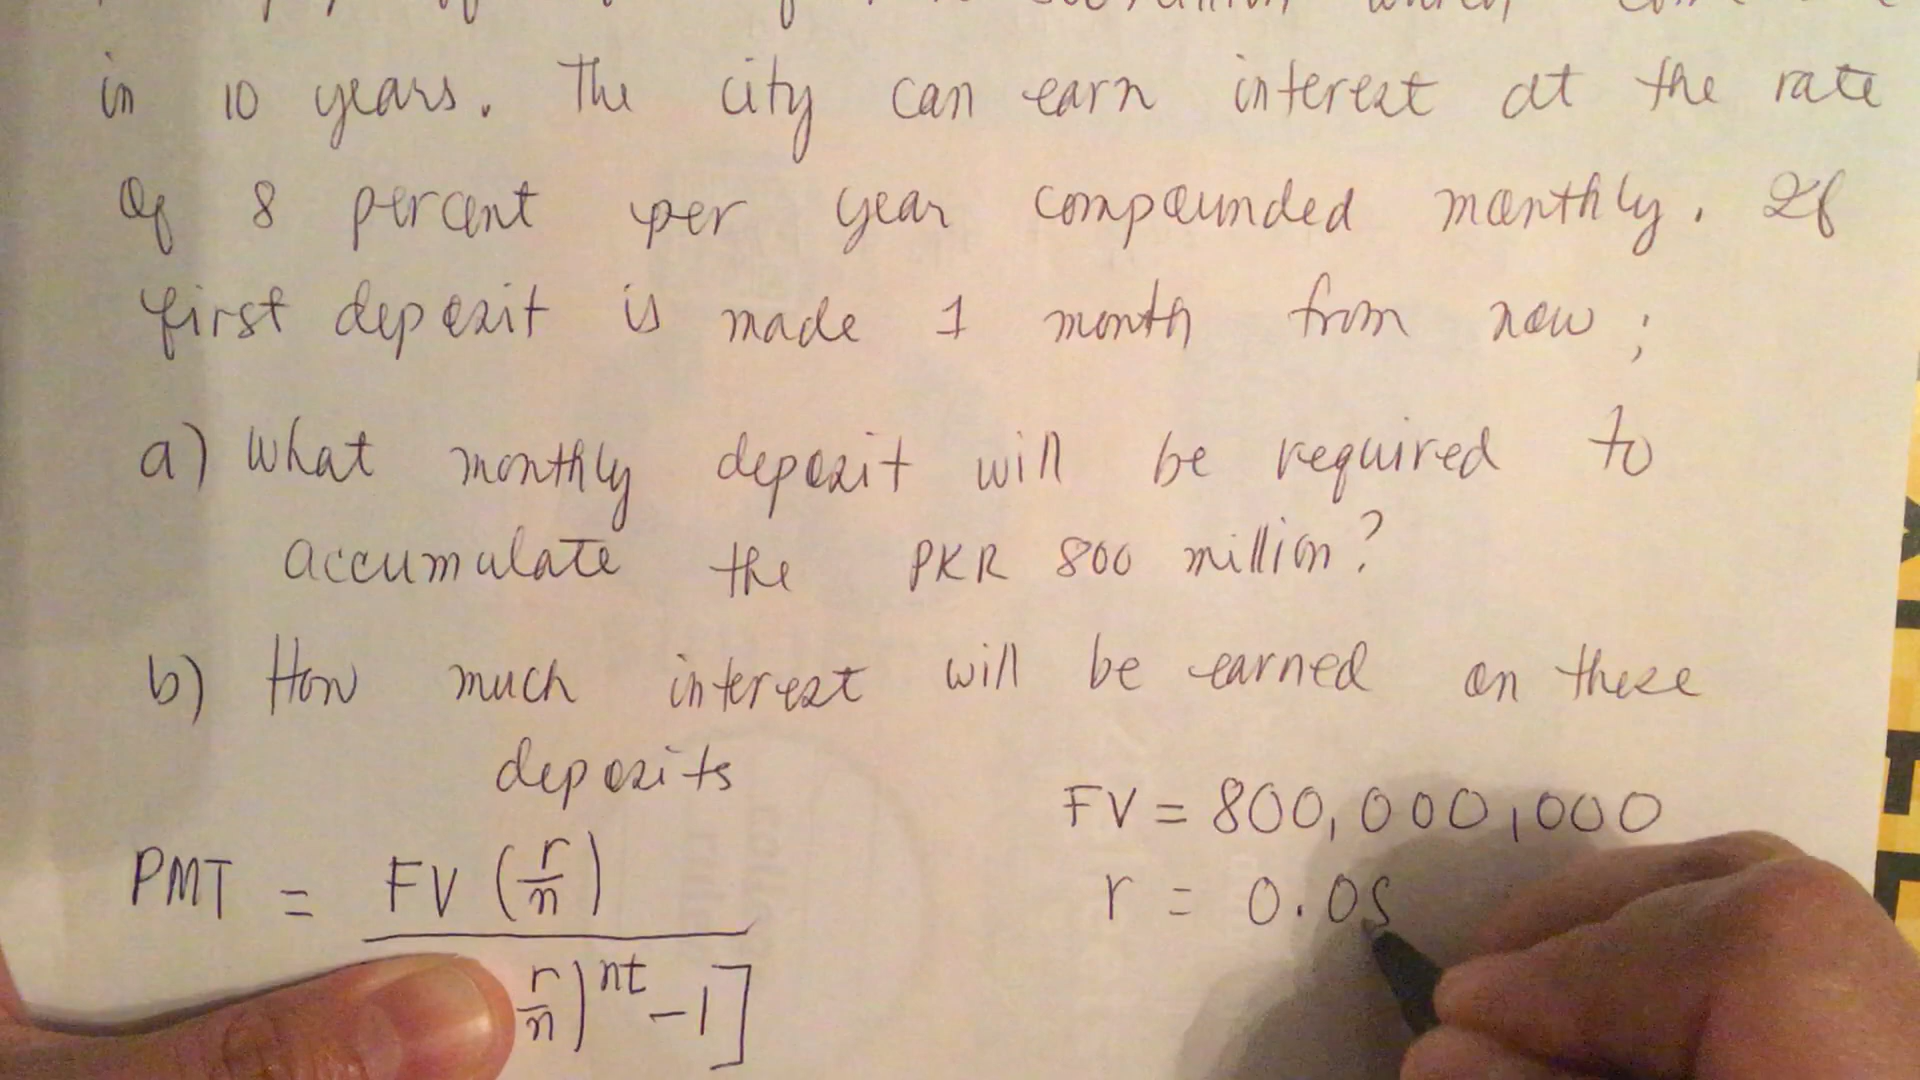 in 10 years. The city can earn interest at the rate
of 8 percent per year compounded monthly. If
first deposit is made 1 month from now;
a) What monthly deposit will be required to
accumulate the PKR 800 million?
b) How much interest will be earned on these
deposits
FV = 800,000,000
r = 0.0
PMT = FV (r/n)
r/n)^nt - 1]